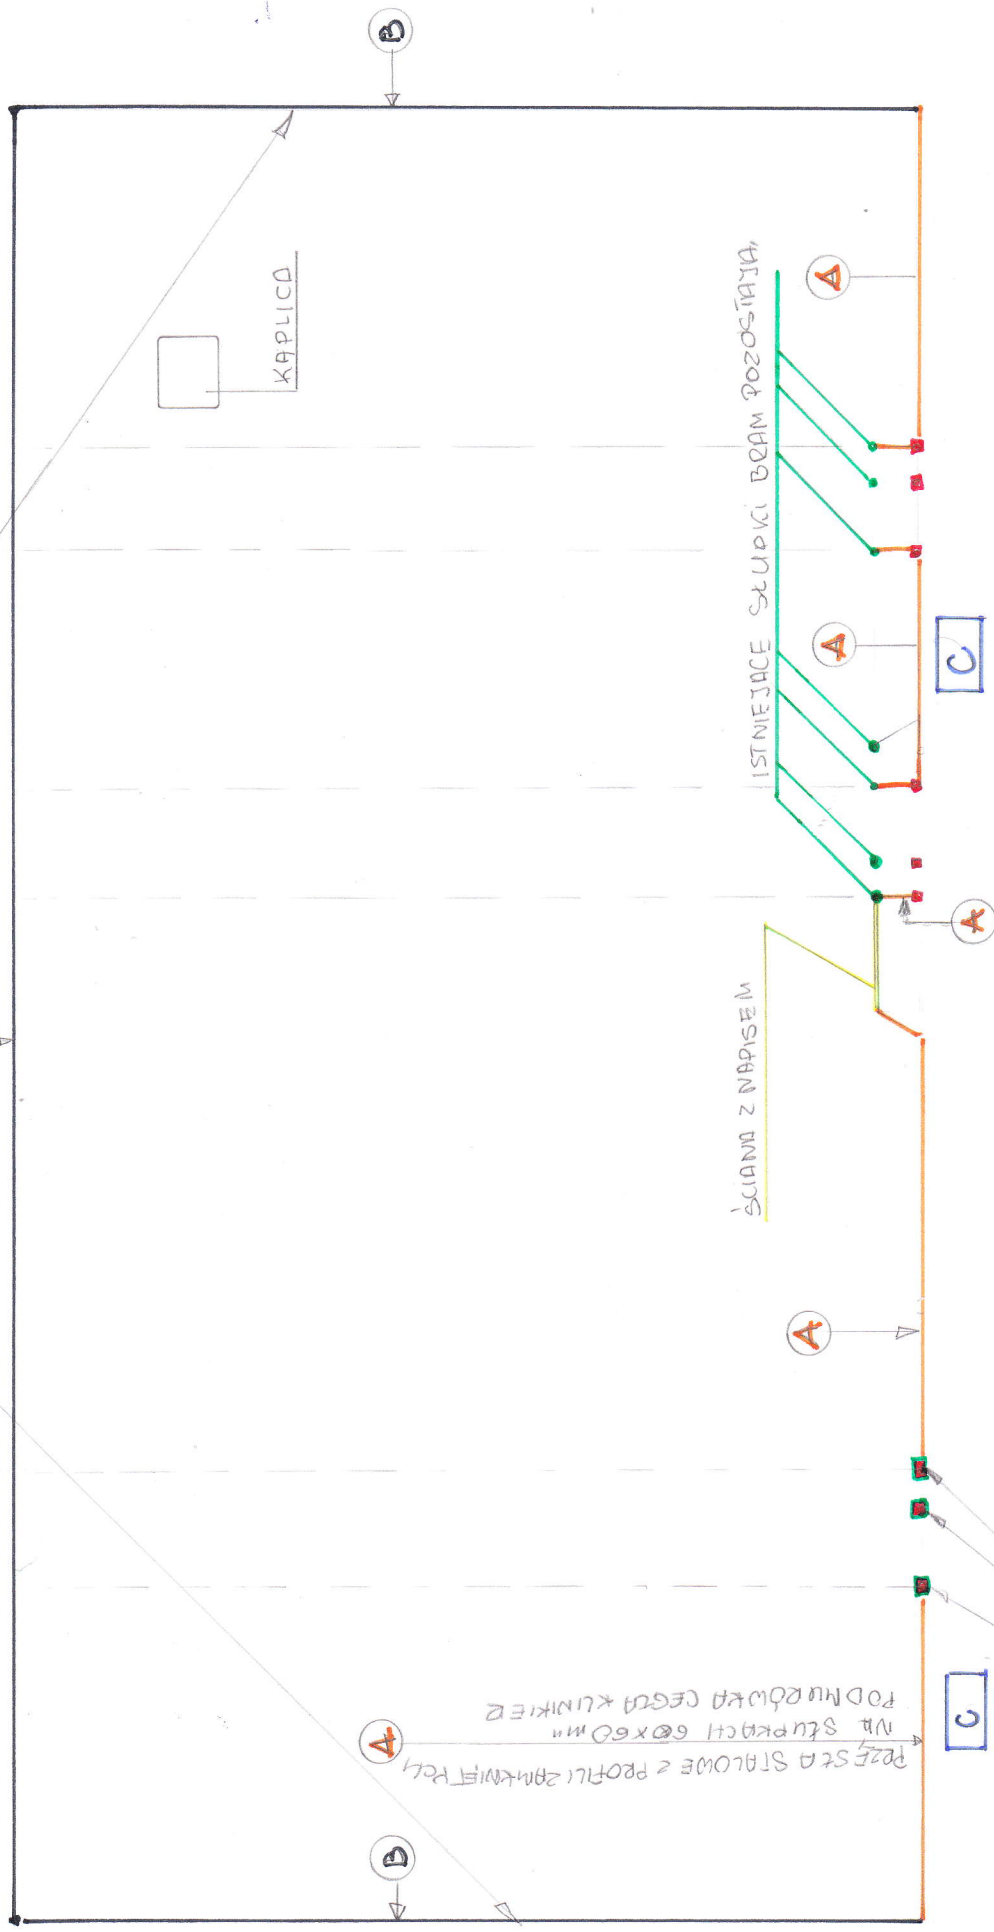 B
KAPLICA
A
ISTNIEJĄCE SŁUPKI BRAM POZOSTAJĄ,
A
C
A
ŚCIANA Z NAPISEM
A
PRZĘSŁA STALOWE Z PROFILI ZAMKNIĘTYCH
NA SŁUPKACH 60X60 mm
PODMURÓWKA CEGŁA KLINKIER
A
C
B